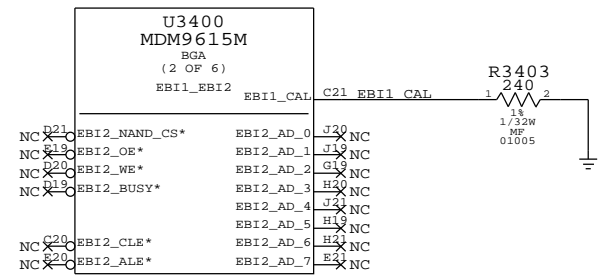 U3400
MDM9615M
BGA
(2 OF 6)
EBI1_EBI2
EBI1_CAL C21 EBI1_CAL
R3403
240
1 2
1%
1/32W
MF
01005
NC D21 EBI2_NAND_CS* EBI2_AD_0 J20 NC
NC E19 EBI2_OE* EBI2_AD_1 J19 NC
NC D20 EBI2_WE* EBI2_AD_2 G19 NC
NC D19 EBI2_BUSY* EBI2_AD_3 H20 NC
EBI2_AD_4 J21 NC
EBI2_AD_5 H19 NC
NC C20 EBI2_CLE* EBI2_AD_6 H21 NC
NC E20 EBI2_ALE* EBI2_AD_7 E21 NC